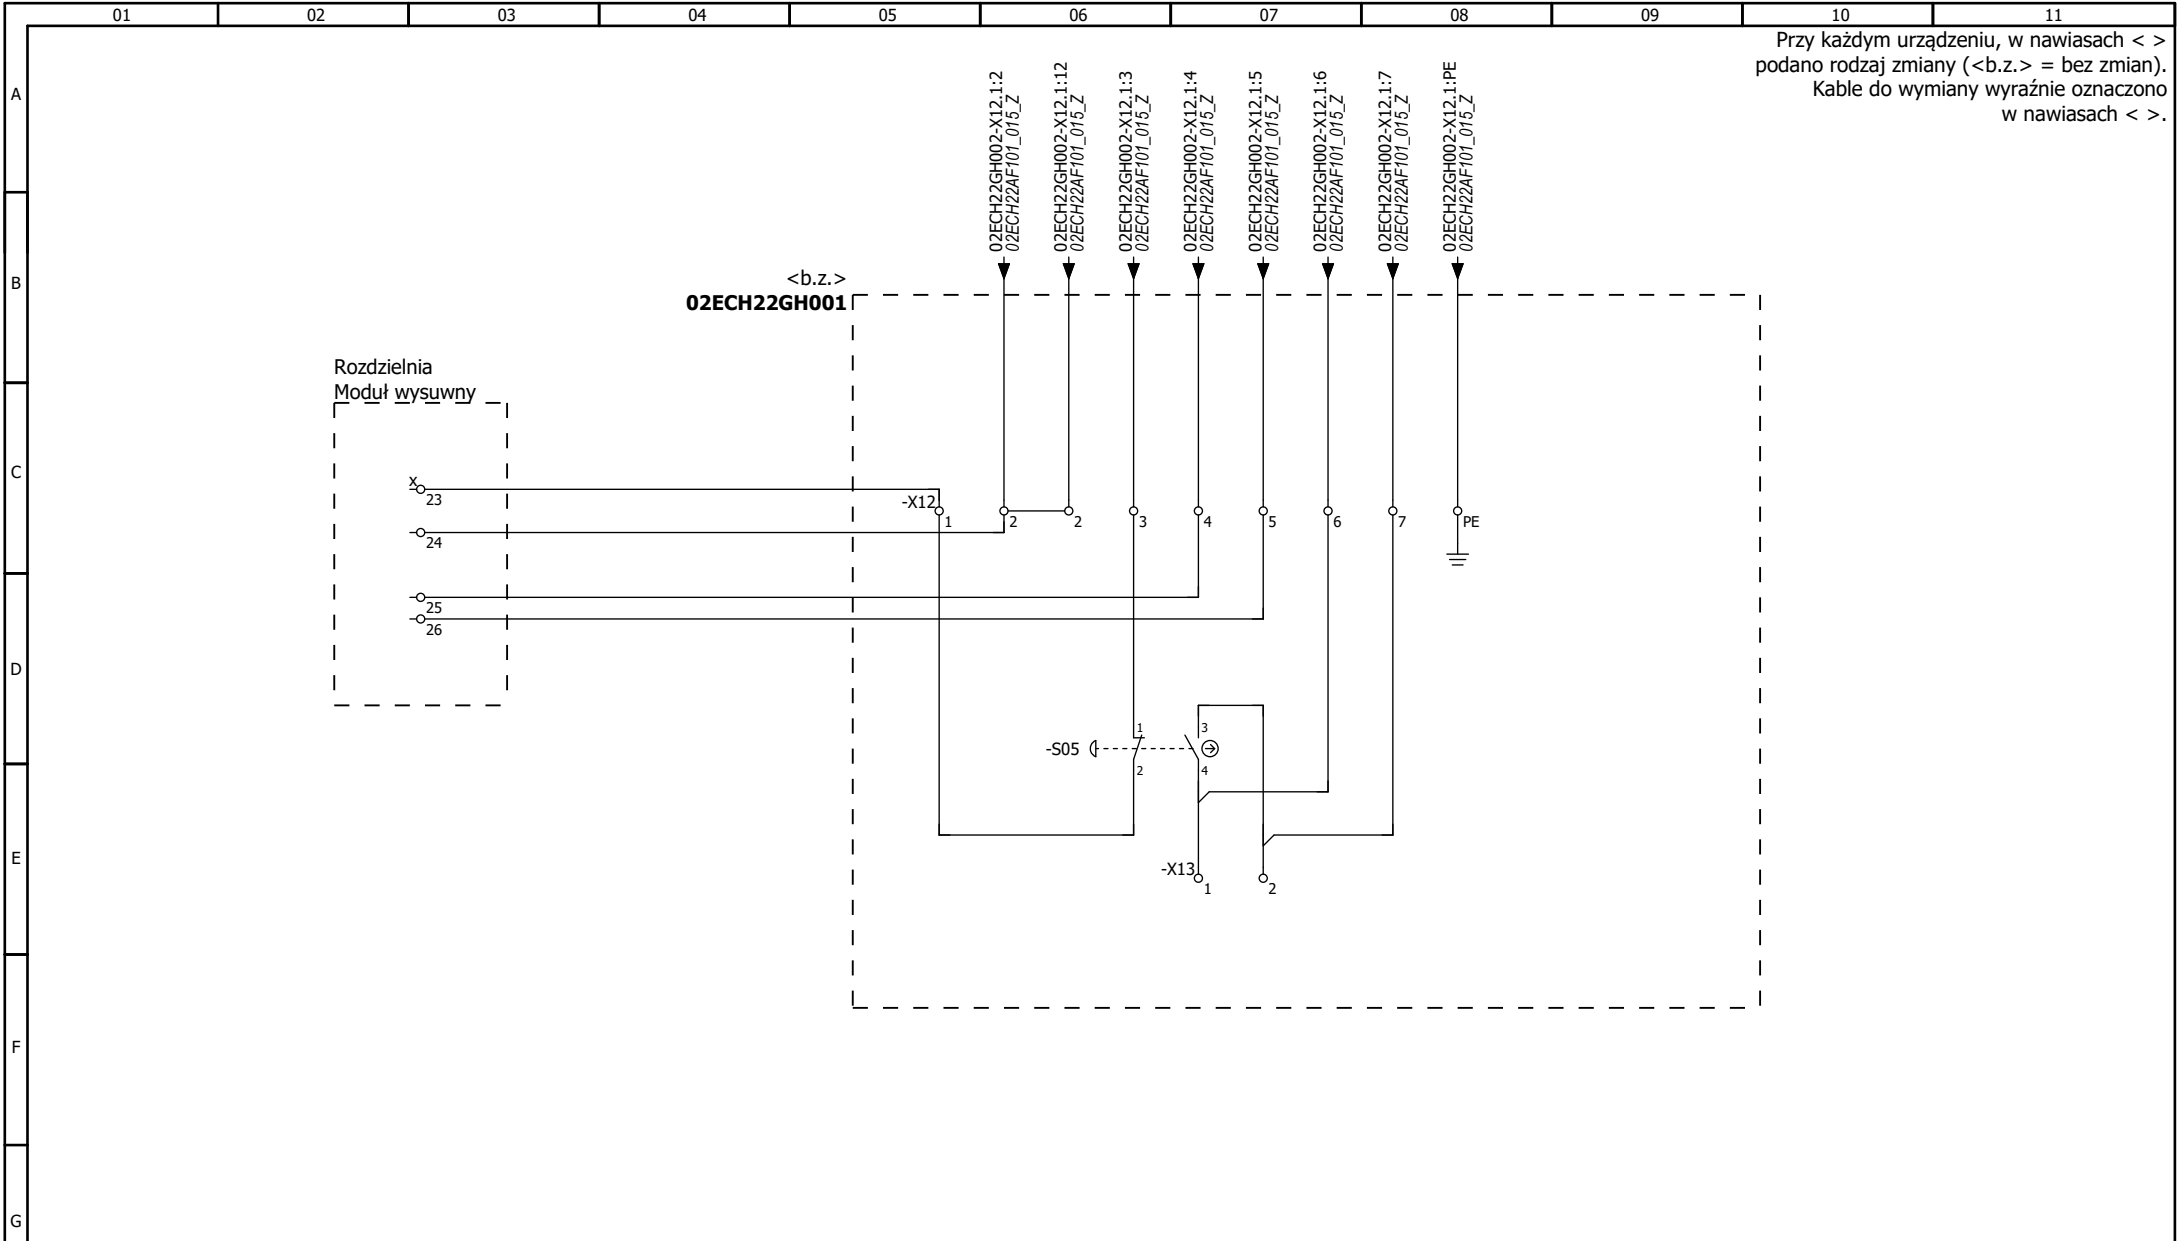 01
02
03
04
05
06
07
08
09
10
11
Przy każdym urządzeniu, w nawiasach < >
podano rodzaj zmiany (<b.z.> = bez zmian).
Kable do wymiany wyraźnie oznaczono
w nawiasach < >.
A
B
C
D
E
F
G
02ECH22GH002-X12.1:2
02ECH22AF101_015_Z
02ECH22GH002-X12.1:12
02ECH22AF101_015_Z
02ECH22GH002-X12.1:3
02ECH22AF101_015_Z
02ECH22GH002-X12.1:4
02ECH22AF101_015_Z
02ECH22GH002-X12.1:5
02ECH22AF101_015_Z
02ECH22GH002-X12.1:6
02ECH22AF101_015_Z
02ECH22GH002-X12.1:7
02ECH22AF101_015_Z
02ECH22GH002-X12.1:PE
02ECH22AF101_015_Z
<b.z.>
02ECH22GH001
Rozdzielnia
Moduł wysuwny
x
23
24
25
26
-X12
1
2
2
3
4
5
6
7
PE
-S05
1
2
3
4
-X13
1
2